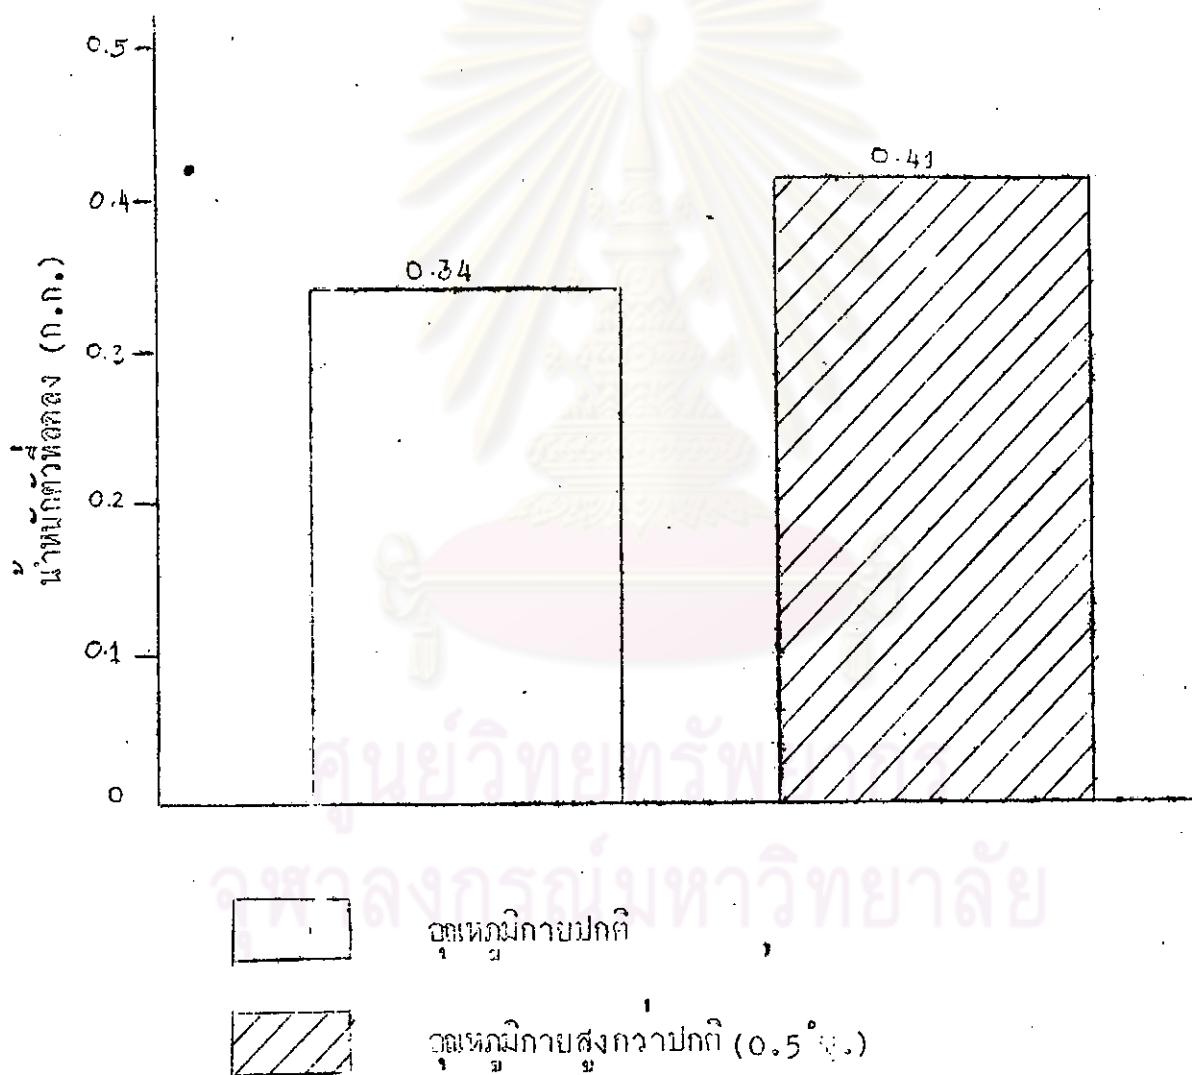 0.5
0.41
0.4
0.34
0.3
0.2
0.1
0
น้ำหนักตัวที่ลดลง (ก.ก.)
ศูนย์วิทยทรัพยากร
จุฬาลงกรณ์มหาวิทยาลัย
อุณหภูมิกายปกติ
อุณหภูมิกายสูงกว่าปกติ (0.5 °ซ.)